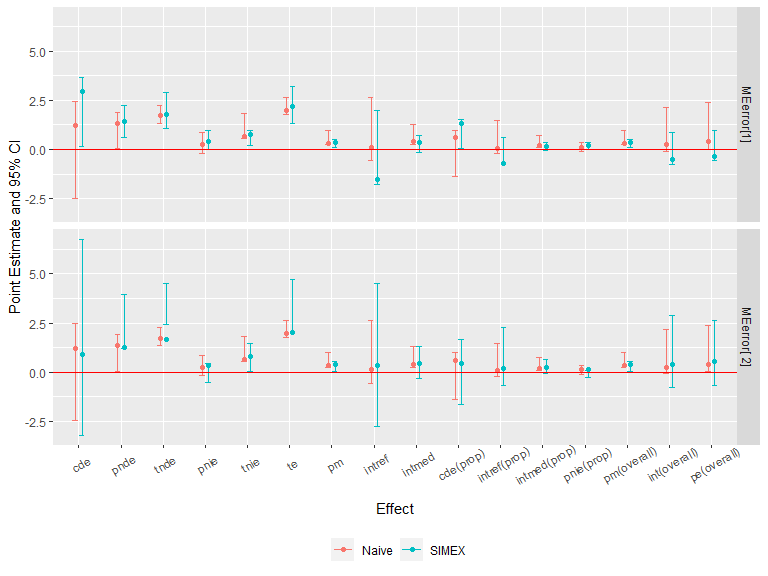 Point Estimate and 95% CI
5.0
2.5
0.0
-2.5
MEerror[1]
5.0
2.5
0.0
-2.5
MEerror[2]
cde
pnde
tnde
pnie
tnie
te
pm
intref
intmed
cde(prop)
intref(prop)
intmed(prop)
pnie(prop)
pm(overall)
int(overall)
pe(overall)
Effect
Naive
SIMEX